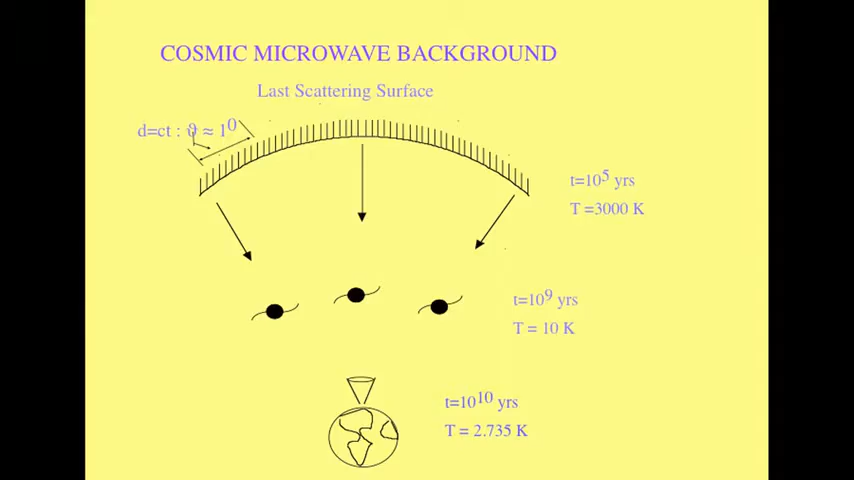 COSMIC MICROWAVE BACKGROUND
Last Scattering Surface
d=ct : ϑ ≈ 1⁰
t=10⁵ yrs
T =3000 K
t=10⁹ yrs
T = 10 K
t=10¹⁰ yrs
T = 2.735 K